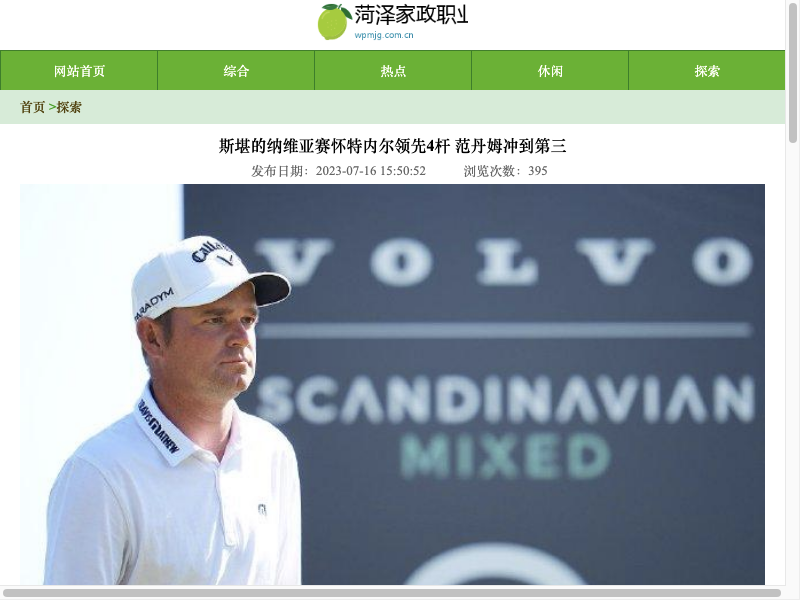 菏泽家政职业
wpmjg.com.cn
网站首页 综合 热点 休闲 探索
首页 >探索
斯堪的纳维亚赛怀特内尔领先4杆 范丹姆冲到第三
发布日期：2023-07-16 15:50:52 浏览次数：395
VOLVO
Callaway
PARADYM
SCANDINAVIAN
TRAVISMATHEW
MIXED